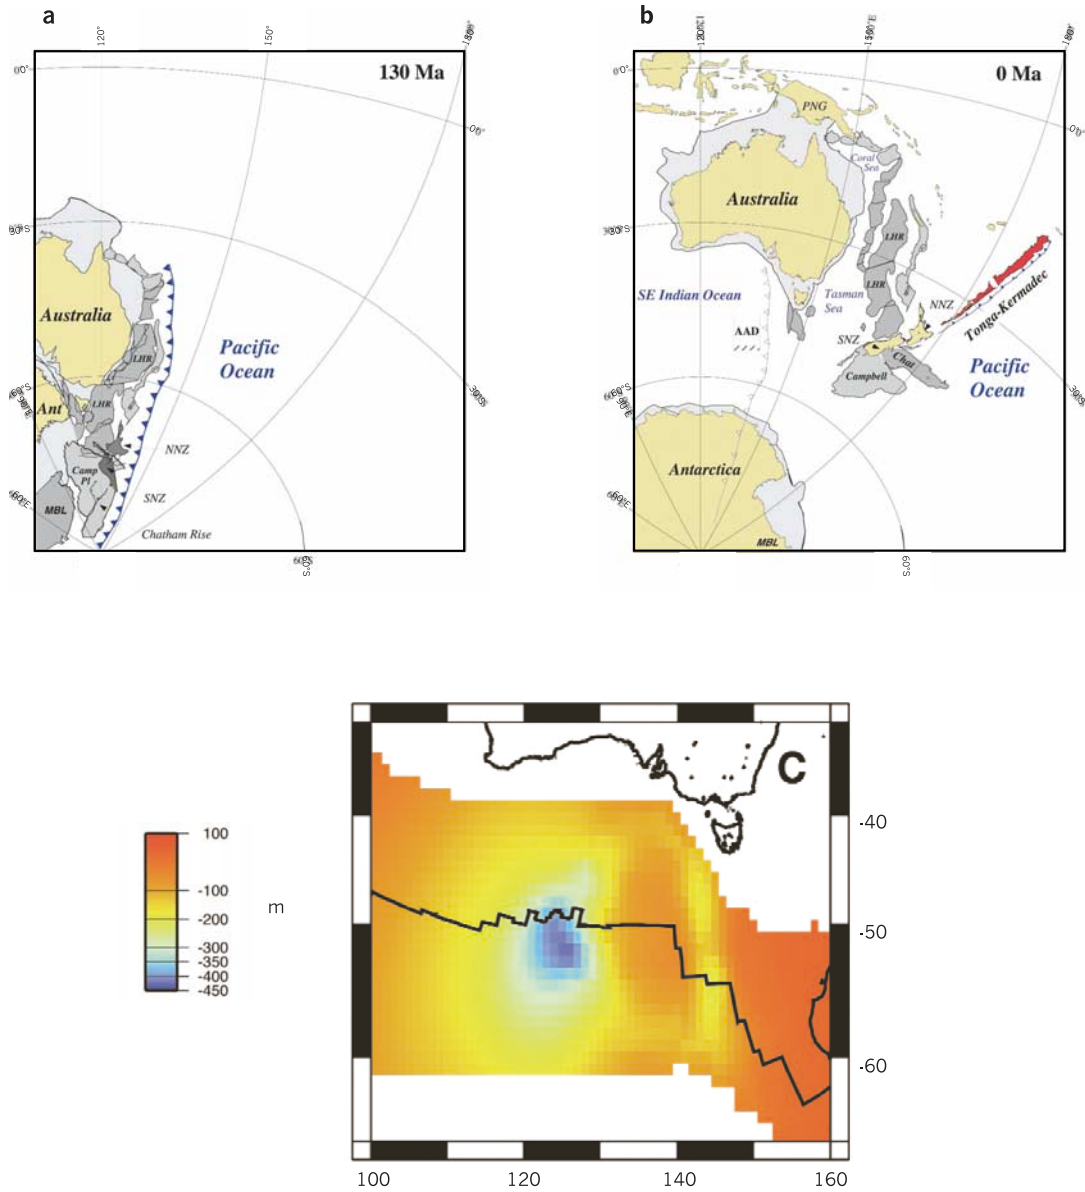 a
120°
150°
130 Ma
0°
Australia
LHR
Pacific
Ocean
LHR
Ant
NNZ
Camp
Pl
SNZ
MBL
Chatham Rise
60°S
b
0 Ma
0°
PNG
Coral
Sea
Australia
LHR
SE Indian Ocean
LHR
Tasman
Sea
NNZ
Tonga-Kermadec
AAD
SNZ
Chat
Campbell
Pacific
Ocean
Antarctica
MBL
60°S
C
100
-100
-200
-300
-350
-400
-450
m
-40
-50
-60
100
120
140
160